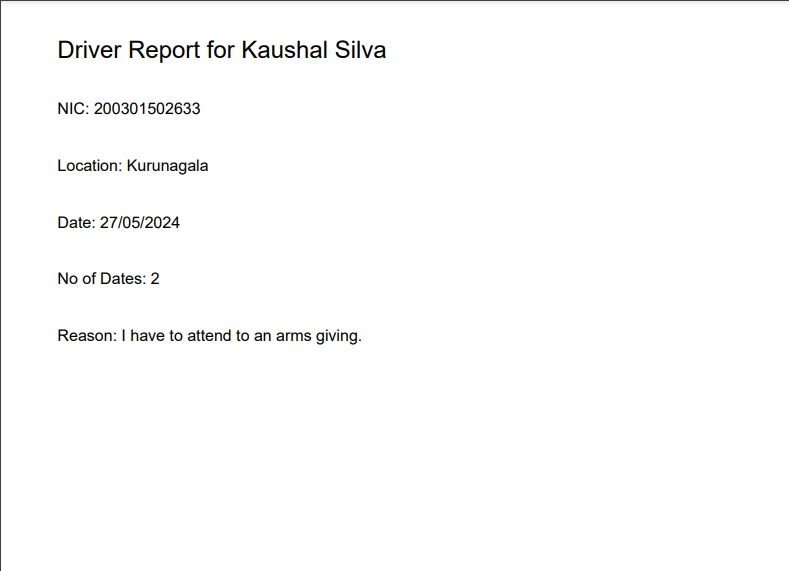 Driver Report for Kaushal Silva
NIC: 200301502633
Location: Kurunagala
Date: 27/05/2024
No of Dates: 2
Reason: I have to attend to an arms giving.